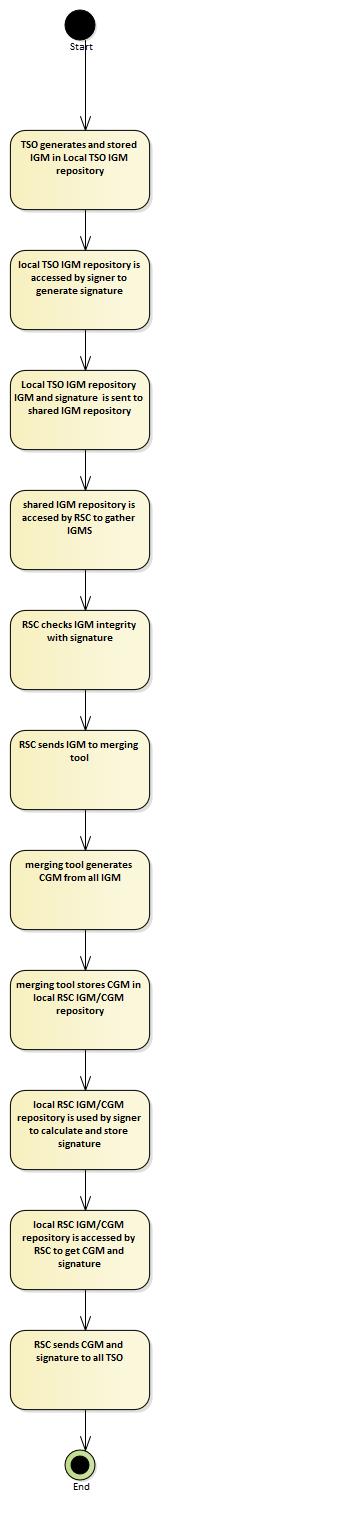 Start
TSO generates and stored
IGM in Local TSO IGM
repository
local TSO IGM repository is
accessed by signer to
generate signature
Local TSO IGM repository
IGM and signature is sent to
shared IGM repository
shared IGM repository is
accesed by RSC to gather
IGMS
RSC checks IGM integrity
with signature
RSC sends IGM to merging
tool
merging tool generates
CGM from all IGM
merging tool stores CGM in
local RSC IGM/CGM
repository
local RSC IGM/CGM
repository is used by signer
to calculate and store
signature
local RSC IGM/CGM
repository is accessed by
RSC to get CGM and
signature
RSC sends CGM and
signature to all TSO
End